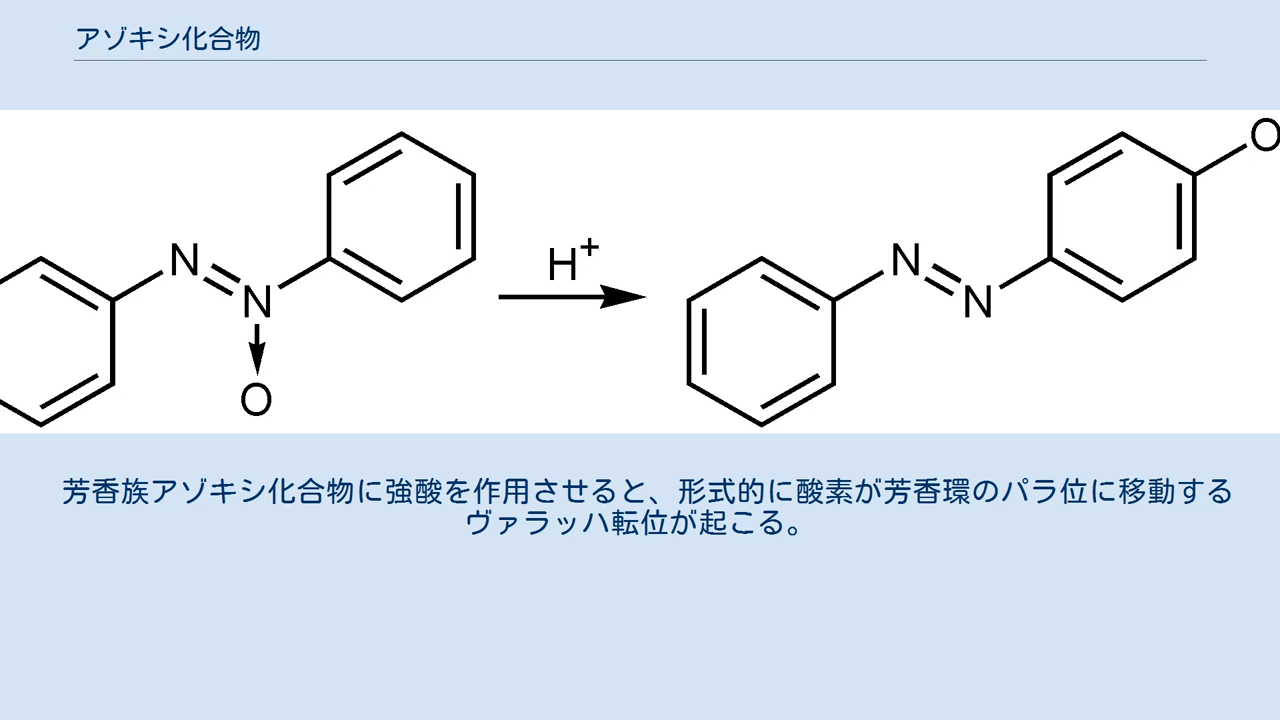 アゾキシ化合物
O
N
N
H+
N
N
O
芳香族アゾキシ化合物に強酸を作用させると、形式的に酸素が芳香環のパラ位に移動する
ヴァラッハ転位が起こる。